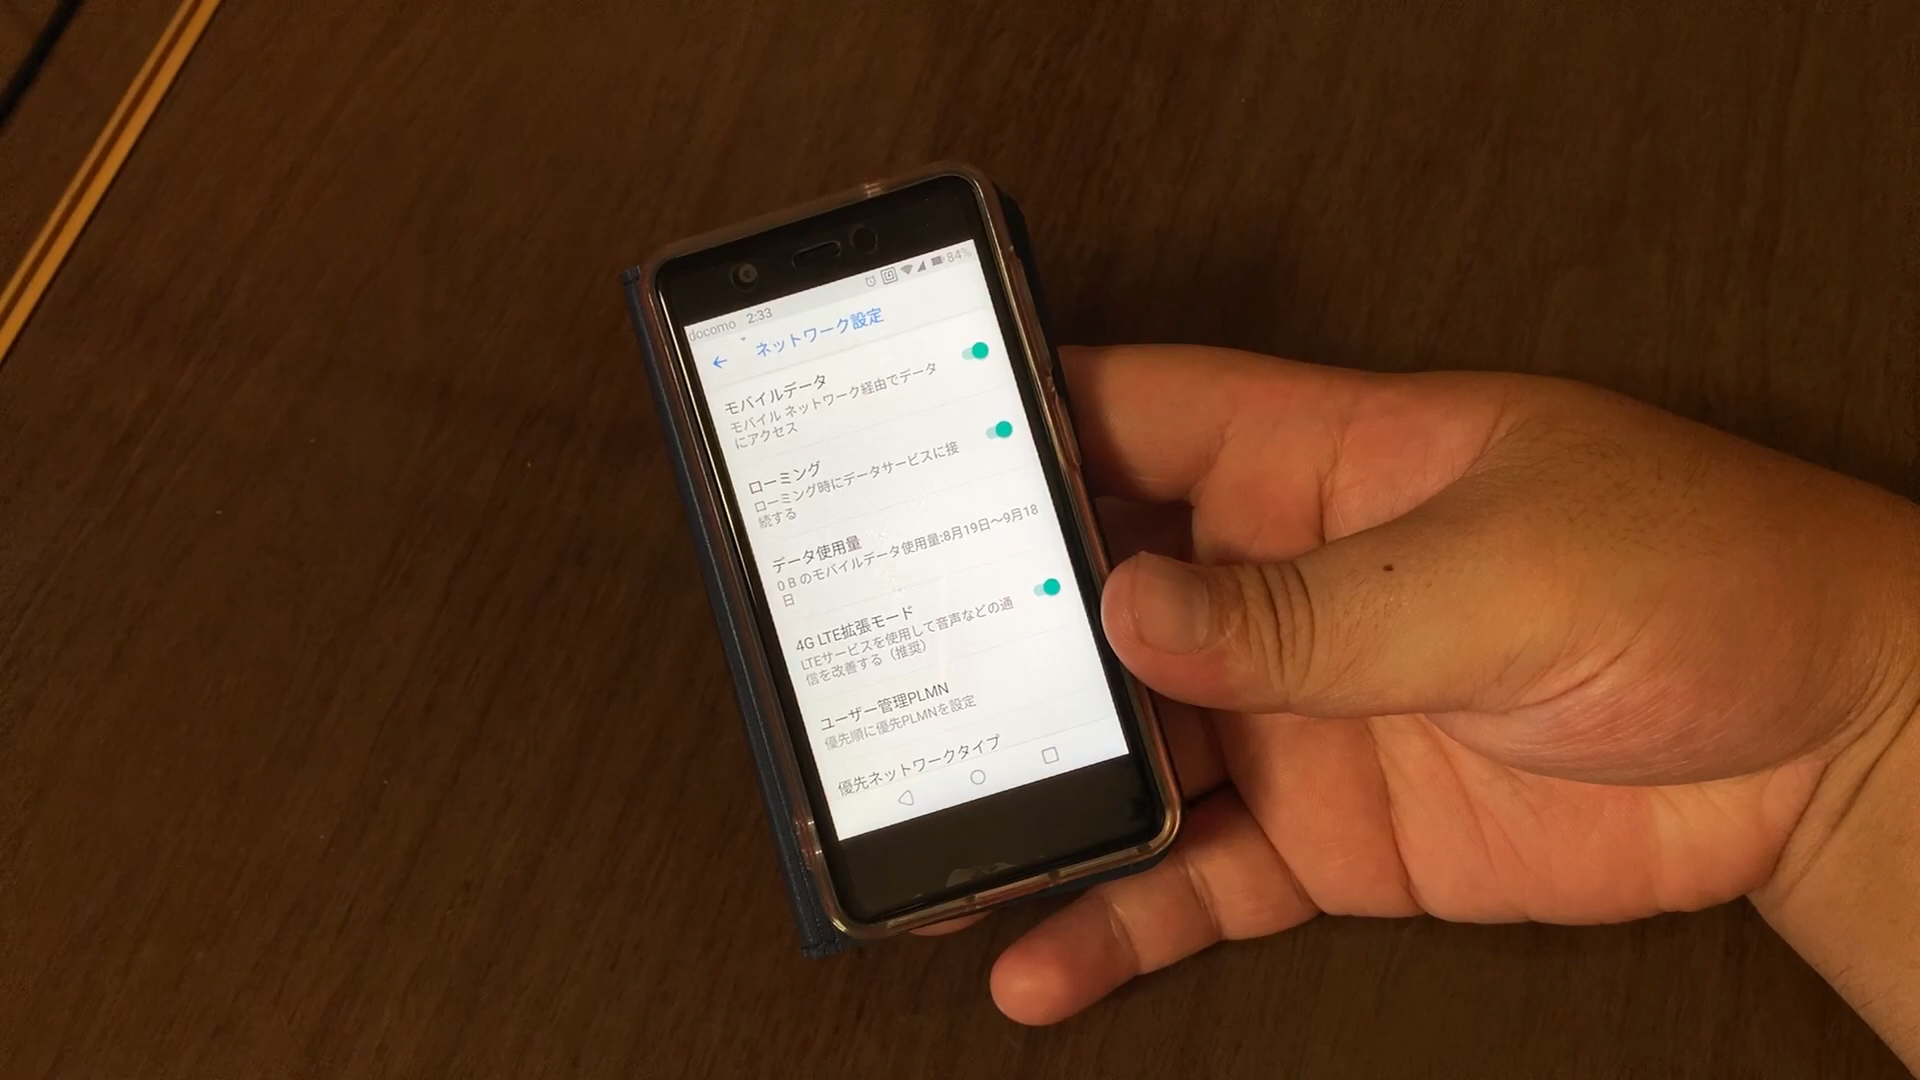 docomo 2:33 84%
ネットワーク設定
モバイルデータ
モバイル ネットワーク経由でデータ
にアクセス
ローミング
ローミング時にデータサービスに接
続する
データ使用量
0 B のモバイルデータ使用量:8月19日～9月18
日
4G LTE拡張モード
LTEサービスを使用して音声などの通
信を改善する（推奨）
ユーザー管理PLMN
優先順に優先PLMNを設定
優先ネットワークタイプ